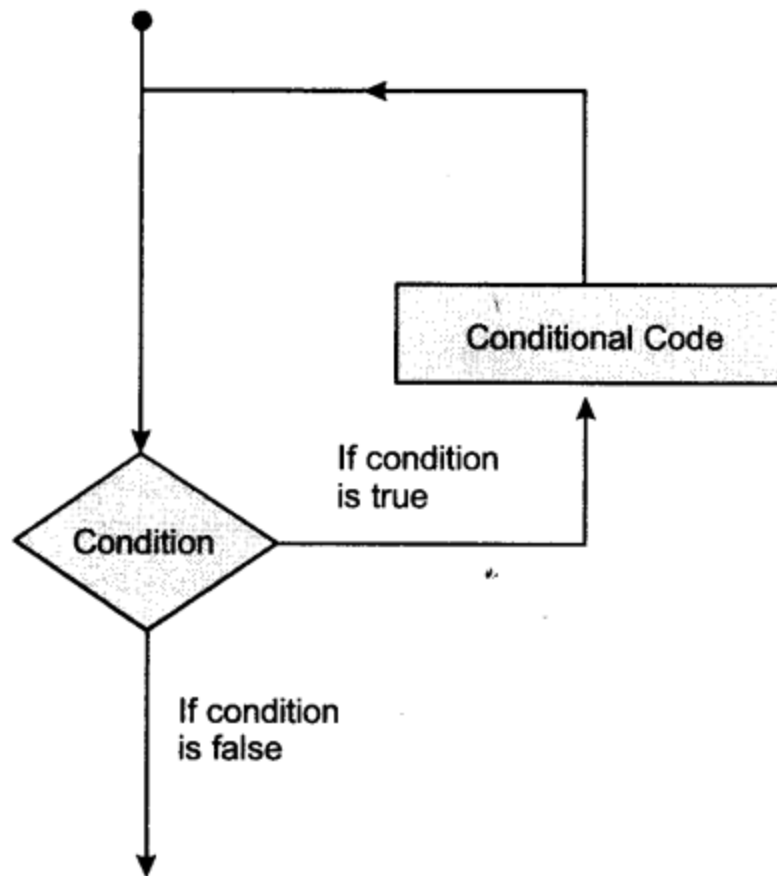 Conditional Code
If condition
is true
Condition
If condition
is false